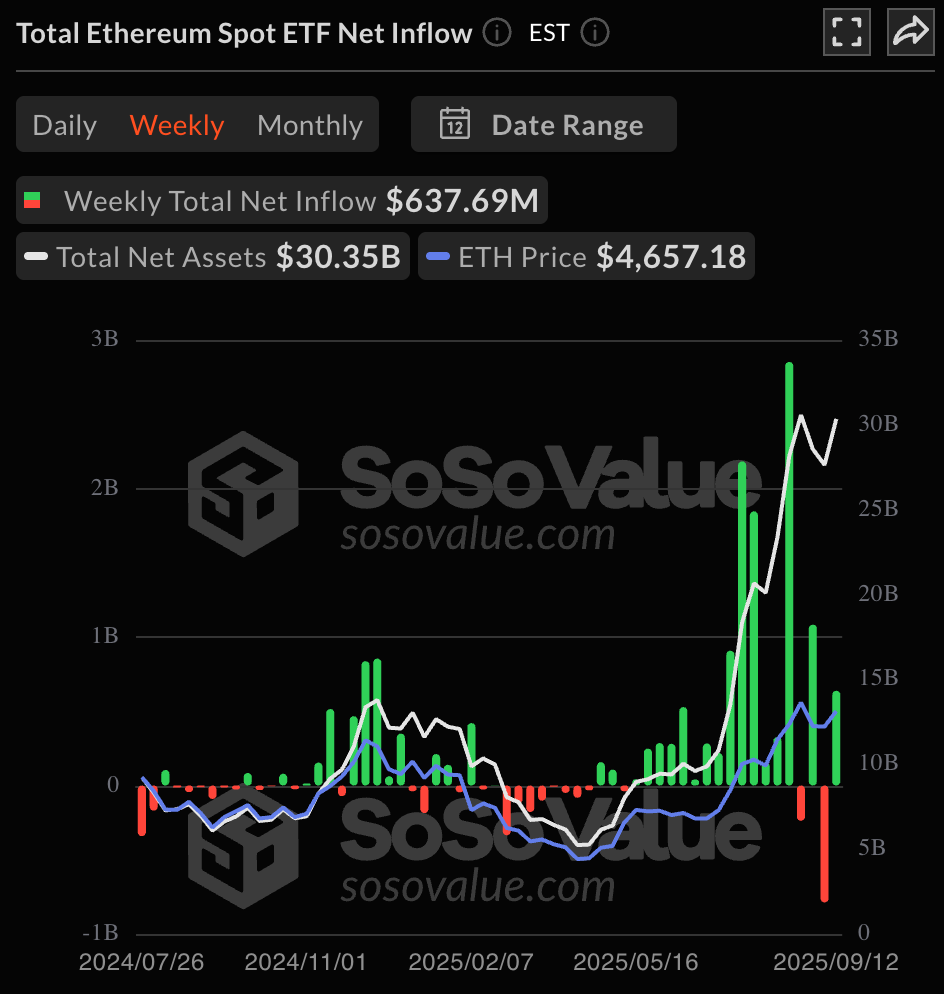 Total Ethereum Spot ETF Net Inflow EST
Daily Weekly Monthly 12 Date Range
Weekly Total Net Inflow $637.69M
Total Net Assets $30.35B ETH Price $4,657.18
3B 35B
30B
SoSoValue
2B
25B
sosovalue.com
20B
1B
15B
0 10B
SoSoValue
5B
sosovalue.com
-1B 0
2024/07/26 2024/11/01 2025/02/07 2025/05/16 2025/09/12